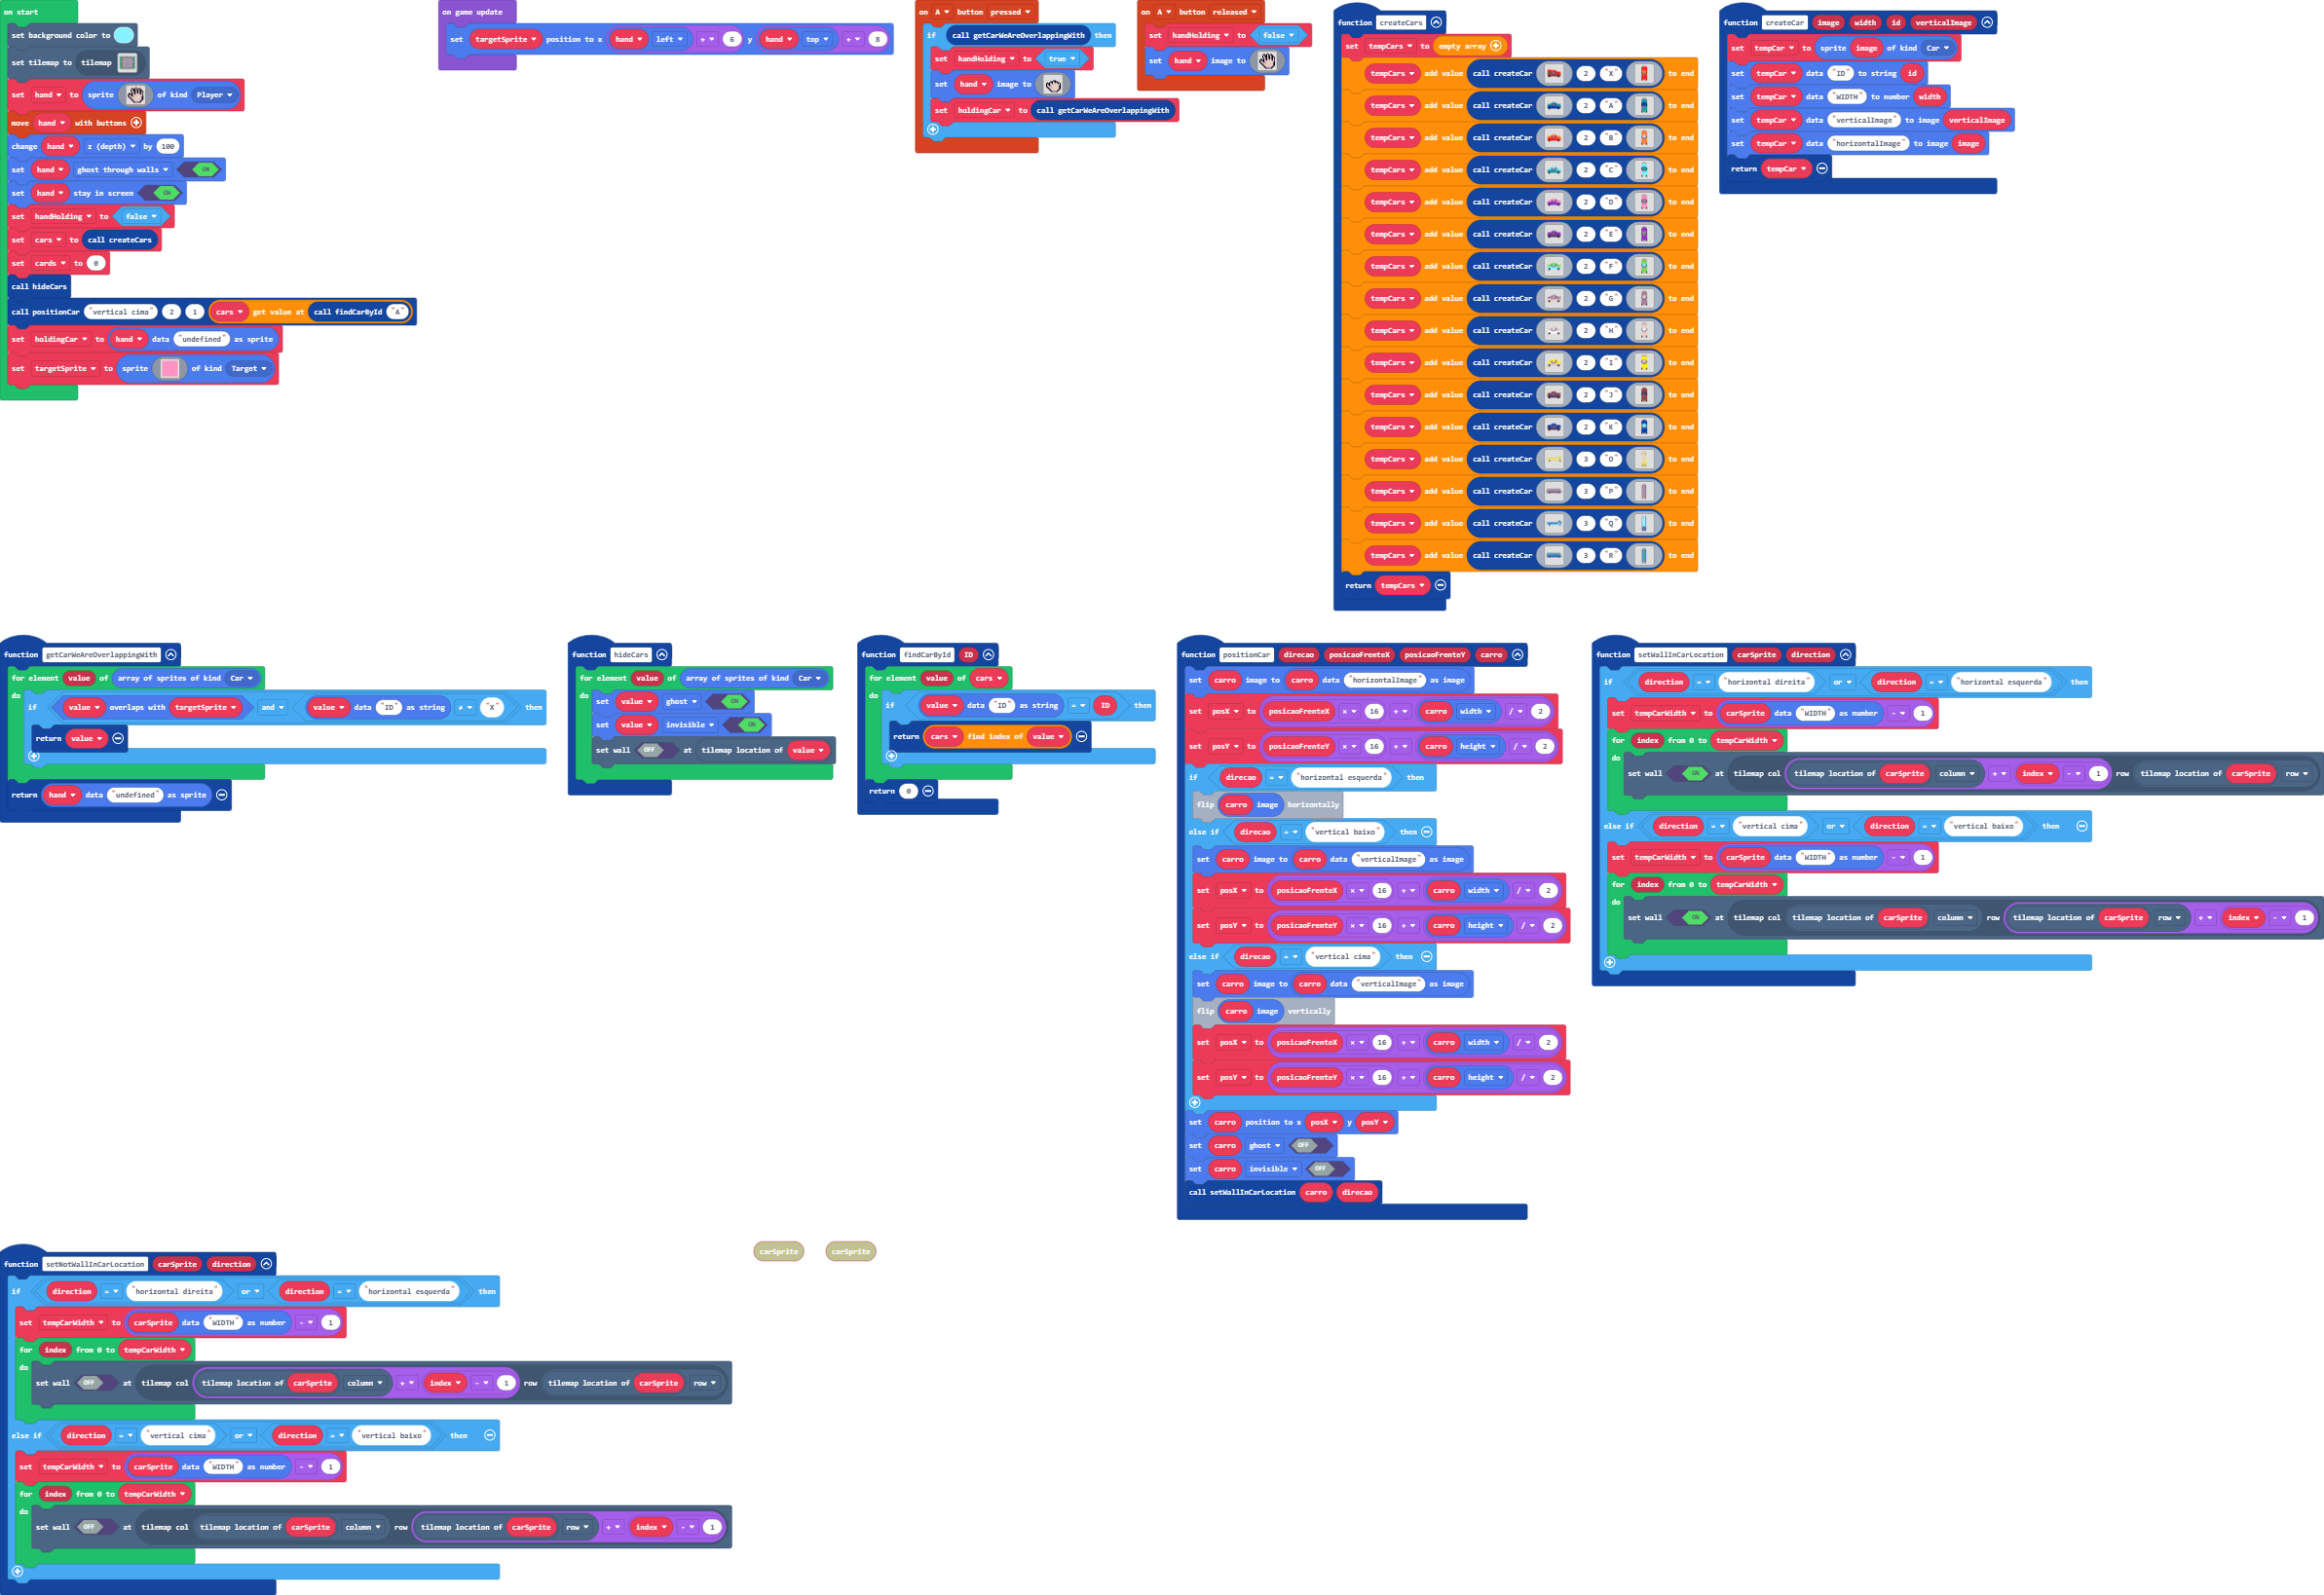 on start
set background color to
set tilemap to tilemap
set hand to sprite of kind Player
move hand with buttons
change hand z (depth) by 100
set hand ghost through walls ON
set hand stay in screen ON
set handHolding to false
set cars to call createCars
set cards to 0
call hideCars
call positionCar "vertical cima" 2 1 cars get value at call findCarById "A"
set holdingCar to hand data "undefined" as sprite
set targetSprite to sprite of kind Target
on game update
set targetSprite position to x hand left + 6 y hand top + 8
on A button pressed
if call getCarWeAreOverlappingWith then
set handHolding to true
set hand image to
set holdingCar to call getCarWeAreOverlappingWith
on A button released
set handHolding to false
set hand image to
function createCars
set tempCars to empty array
tempCars add value call createCar 2 "X" to end
tempCars add value call createCar 2 "A" to end
tempCars add value call createCar 2 "B" to end
tempCars add value call createCar 2 "C" to end
tempCars add value call createCar 2 "D" to end
tempCars add value call createCar 2 "E" to end
tempCars add value call createCar 2 "F" to end
tempCars add value call createCar 2 "G" to end
tempCars add value call createCar 2 "H" to end
tempCars add value call createCar 2 "I" to end
tempCars add value call createCar 2 "J" to end
tempCars add value call createCar 2 "K" to end
tempCars add value call createCar 3 "O" to end
tempCars add value call createCar 3 "P" to end
tempCars add value call createCar 3 "Q" to end
tempCars add value call createCar 3 "R" to end
return tempCars
function createCar image width id verticalImage
set tempCar to sprite image of kind Car
set tempCar data "ID" to string id
set tempCar data "WIDTH" to number width
set tempCar data "verticalImage" to image verticalImage
set tempCar data "horizontalImage" to image image
return tempCar
function getCarWeAreOverlappingWith
for element value of array of sprites of kind Car
do
if value overlaps with targetSprite and value data "ID" as string ≠ "X" then
return value
return hand data "undefined" as sprite
function hideCars
for element value of array of sprites of kind Car
do
set value ghost ON
set value invisible ON
set wall OFF at tilemap location of value
function findCarById ID
for element value of cars
do
if value data "ID" as string = ID then
return cars find index of value
return 0
function positionCar direcao posicaoFrenteX posicaoFrenteY carro
set carro image to carro data "horizontalImage" as image
set posX to posicaoFrenteX × 16 + carro width / 2
set posY to posicaoFrenteY × 16 + carro height / 2
if direcao = "horizontal esquerda" then
flip carro image horizontally
else if direcao = "vertical baixo" then
set carro image to carro data "verticalImage" as image
set posX to posicaoFrenteX × 16 + carro width / 2
set posY to posicaoFrenteY × 16 + carro height / 2
else if direcao = "vertical cima" then
set carro image to carro data "verticalImage" as image
flip carro image vertically
set posX to posicaoFrenteX × 16 + carro width / 2
set posY to posicaoFrenteY × 16 + carro height / 2
set carro position to x posX y posY
set carro ghost OFF
set carro invisible OFF
call setWallInCarLocation carro direcao
function setWallInCarLocation carSprite direction
if direction = "horizontal direita" or direction = "horizontal esquerda" then
set tempCarWidth to carSprite data "WIDTH" as number - 1
for index from 0 to tempCarWidth
do
set wall ON at tilemap col tilemap location of carSprite column + index - 1 row tilemap location of carSprite row
else if direction = "vertical cima" or direction = "vertical baixo" then
set tempCarWidth to carSprite data "WIDTH" as number - 1
for index from 0 to tempCarWidth
do
set wall ON at tilemap col tilemap location of carSprite column row tilemap location of carSprite row + index - 1
function setNotWallInCarLocation carSprite direction
if direction = "horizontal direita" or direction = "horizontal esquerda" then
set tempCarWidth to carSprite data "WIDTH" as number - 1
for index from 0 to tempCarWidth
do
set wall OFF at tilemap col tilemap location of carSprite column + index - 1 row tilemap location of carSprite row
else if direction = "vertical cima" or direction = "vertical baixo" then
set tempCarWidth to carSprite data "WIDTH" as number - 1
for index from 0 to tempCarWidth
do
set wall OFF at tilemap col tilemap location of carSprite column row tilemap location of carSprite row + index - 1
carSprite carSprite